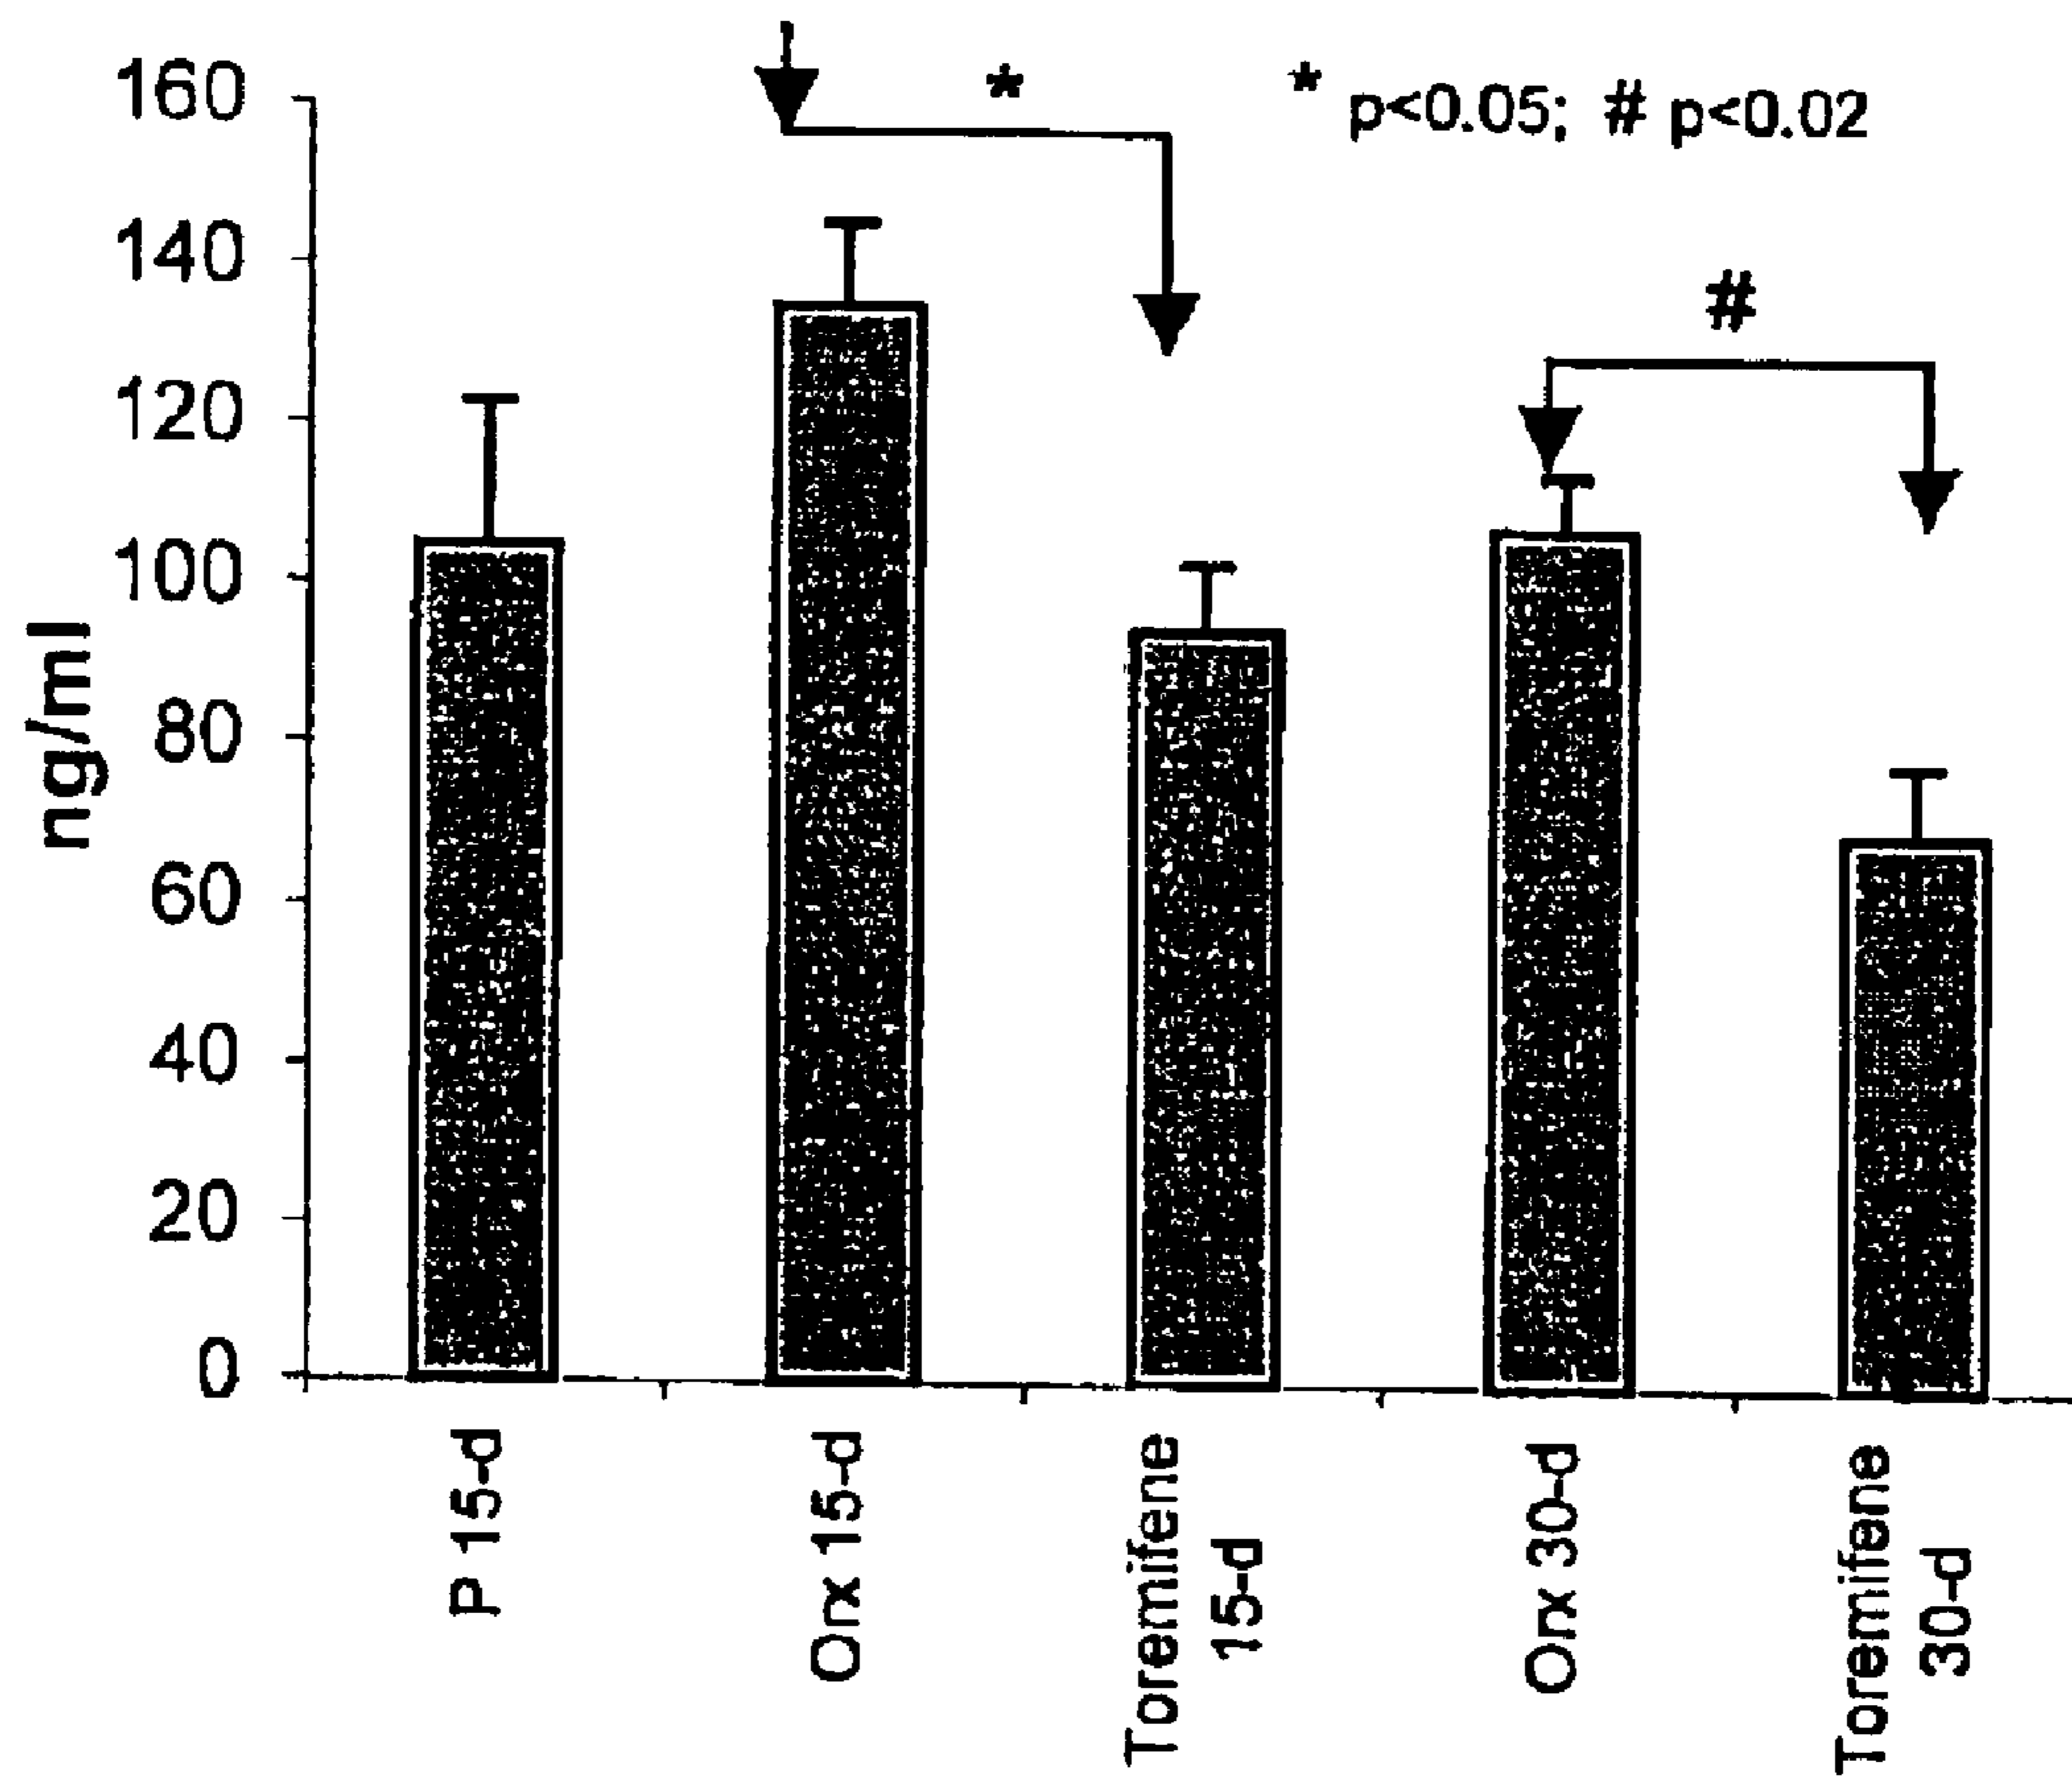 * p<0.05; # p<0.02
*
#
ng/ml
160
140
120
100
80
60
40
20
0
P 15-d
Orx 15-d
Toremifene
15-d
Orx 30-d
Toremifene
30-d